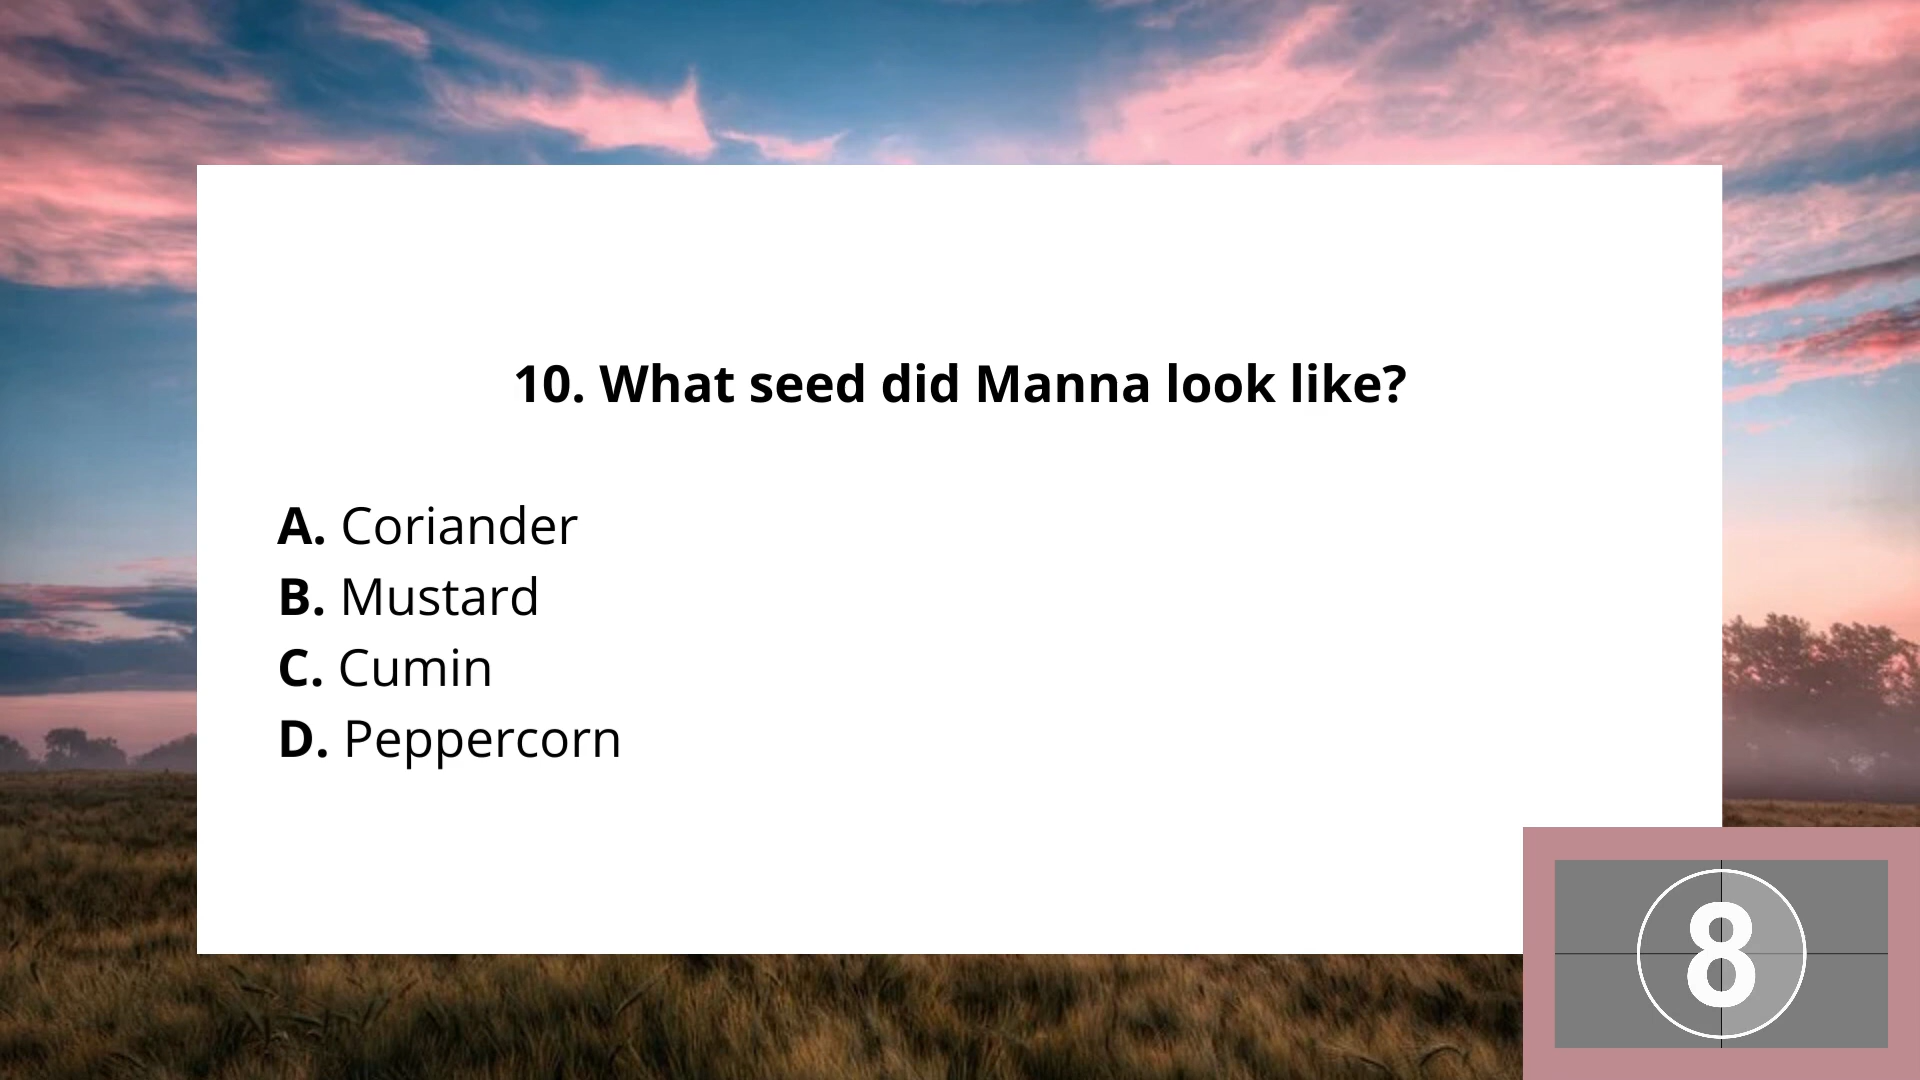 10. What seed did Manna look like?
A. Coriander
B. Mustard
C. Cumin
D. Peppercorn
8